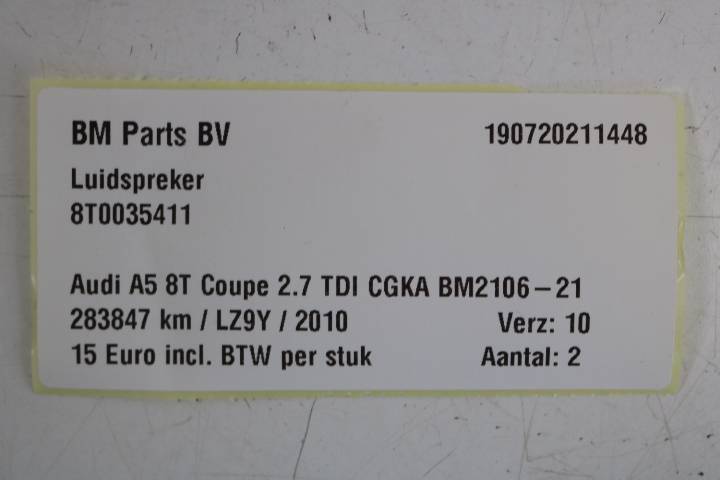 BM Parts BV 190720211448
Luidspreker
8T0035411
Audi A5 8T Coupe 2.7 TDI CGKA BM2106-21
283847 km / LZ9Y / 2010 Verz: 10
15 Euro incl. BTW per stuk Aantal: 2